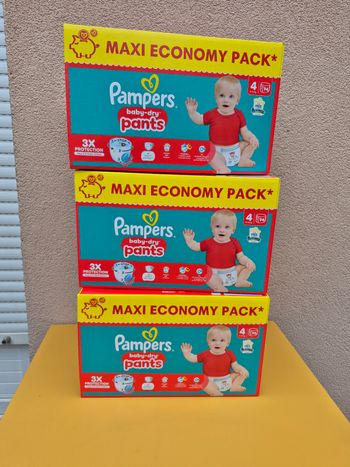 MAXI ECONOMY PACK*
Pampers
baby-dry
pants
4
3X
PROTECTION
MAXI ECONOMY PACK*
Pampers
baby-dry
pants
4
3X
PROTECTION
MAXI ECONOMY PACK*
Pampers
baby-dry
pants
4
3X
PROTECTION